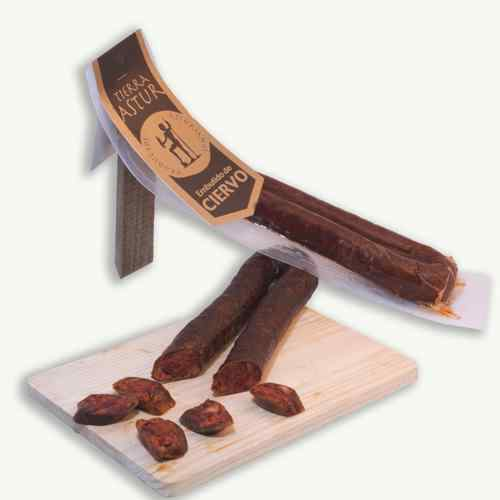 TIERRA
ASTUR
Embutido de
CIERVO